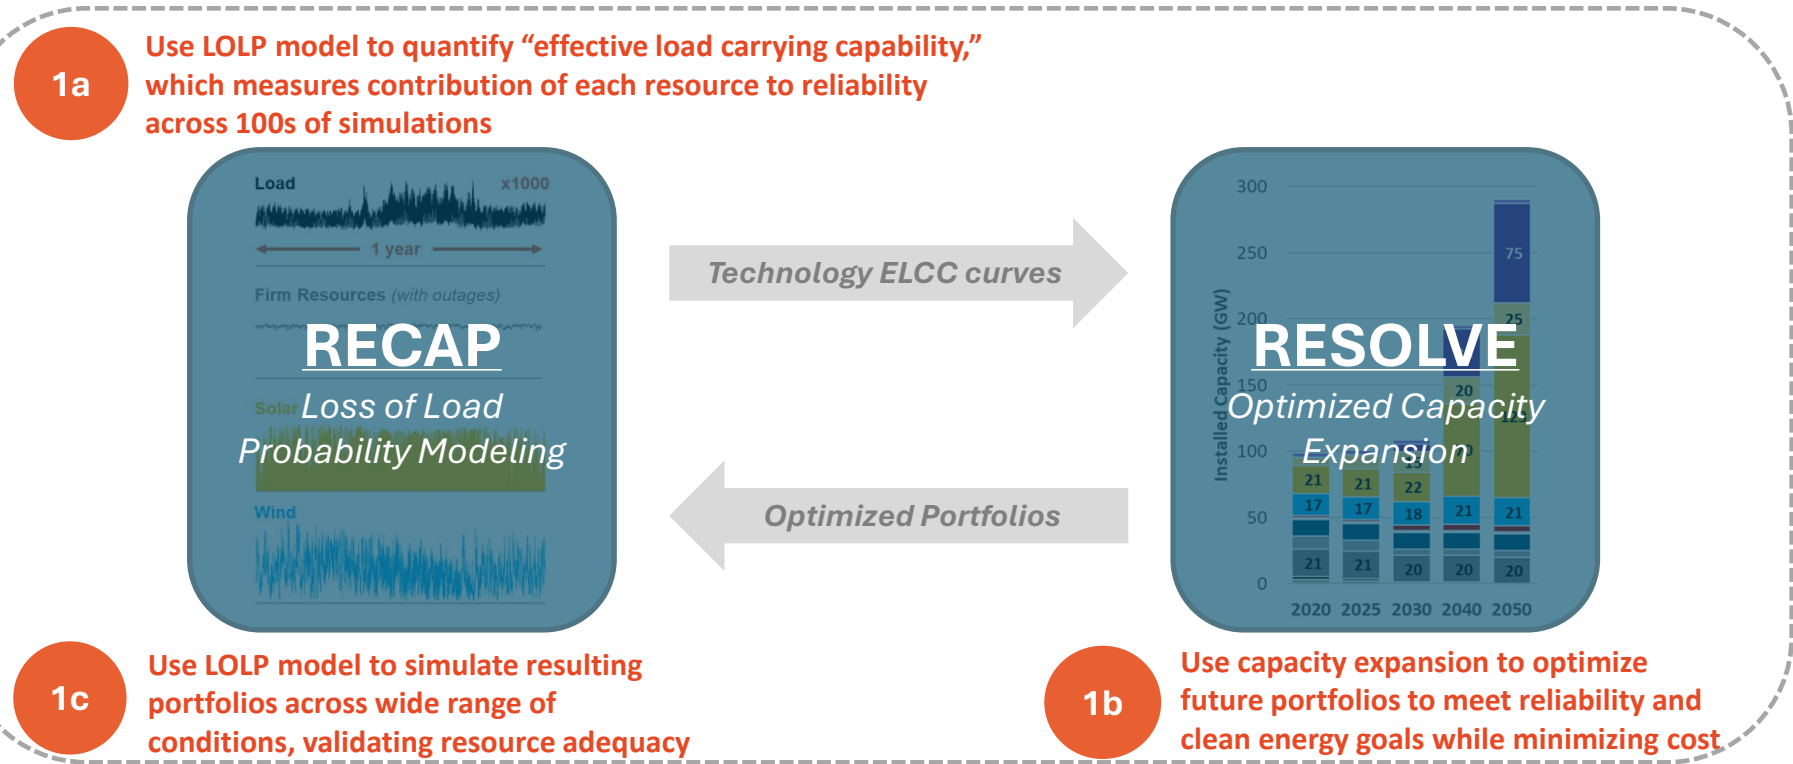 1a
Use LOLP model to quantify “effective load carrying capability,”
which measures contribution of each resource to reliability
across 100s of simulations
Load
x1000
1 year
Firm Resources (with outages)
RECAP
Solar
Loss of Load
Probability Modeling
Wind
Technology ELCC curves
Optimized Portfolios
Installed Capacity (GW)
300
250
200
150
100
50
0
RESOLVE
Optimized Capacity
Expansion
75
25
20
21 21 15 22
17 17 18 21 21
21 21 20 20 20
2020 2025 2030 2040 2050
1c
Use LOLP model to simulate resulting
portfolios across wide range of
conditions, validating resource adequacy
1b
Use capacity expansion to optimize
future portfolios to meet reliability and
clean energy goals while minimizing cost